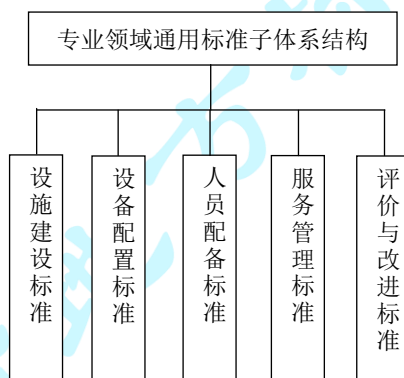 专业领域通用标准子体系结构
设施建设标准
设备配置标准
人员配备标准
服务管理标准
评价与改进标准